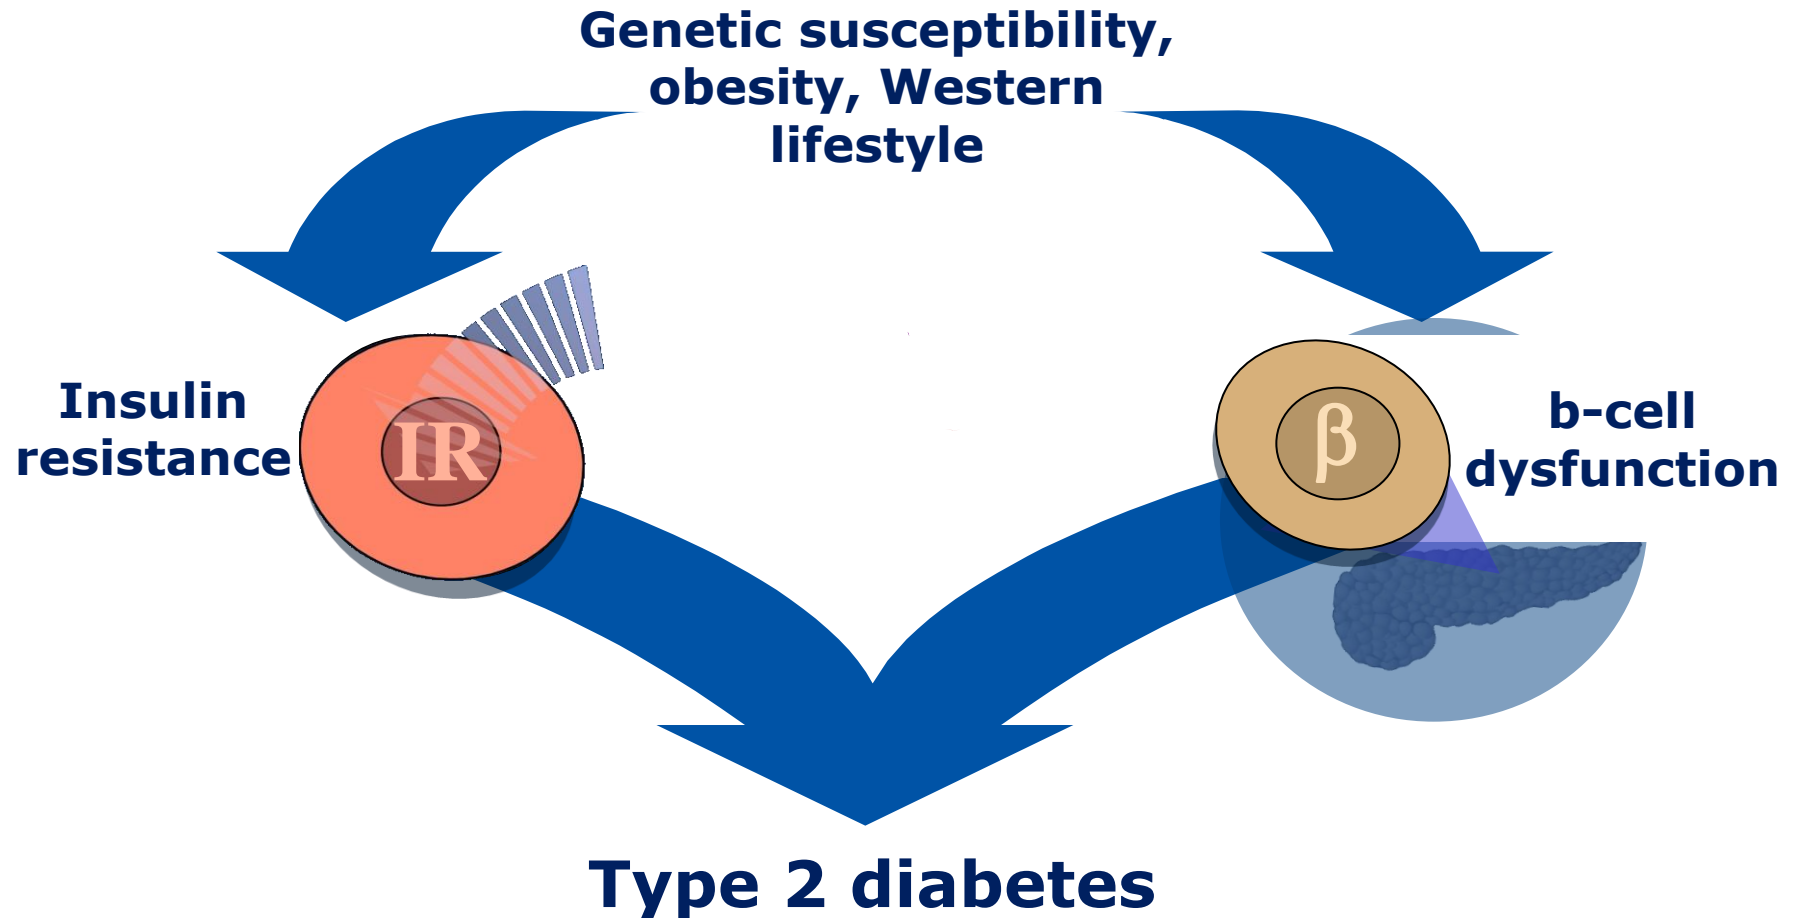 Genetic susceptibility,
obesity, Western
lifestyle
Insulin
resistance
IR
β
b-cell
dysfunction
Type 2 diabetes